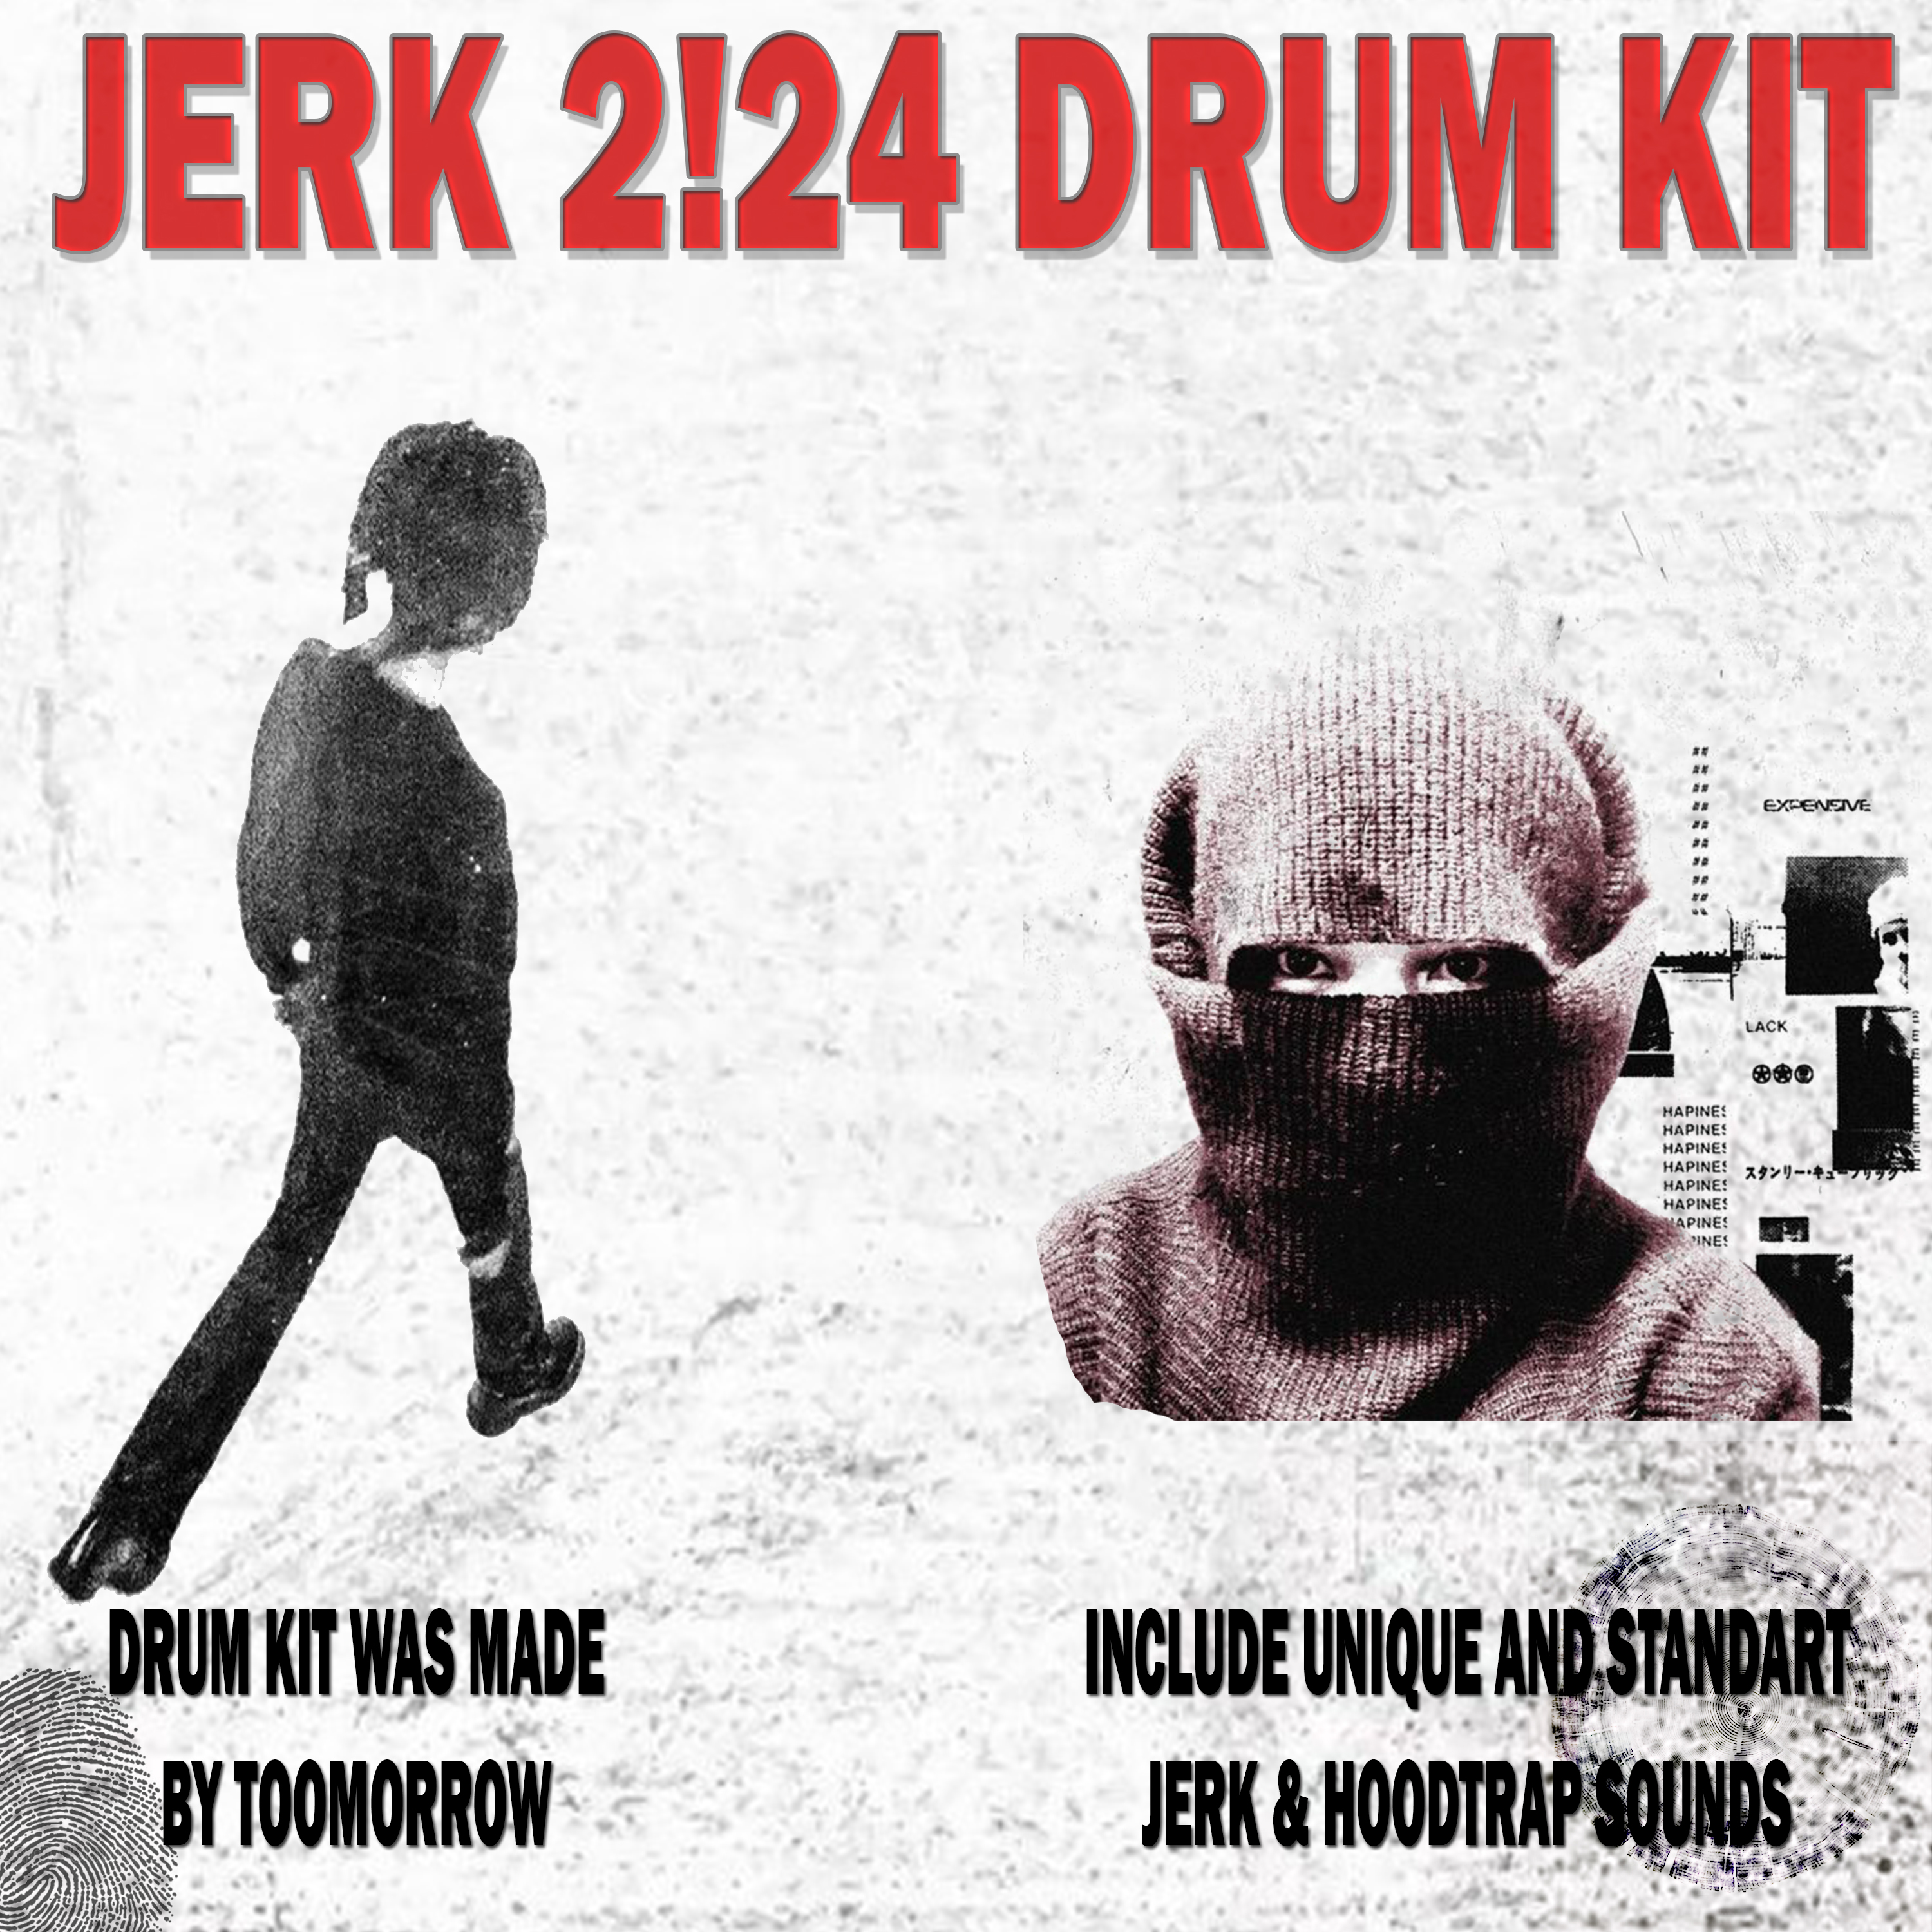 JERK 2!24 DRUM KIT
EXPENSIVE
LACK
HAPINES
HAPINES
HAPINES
HAPINES
HAPINES
HAPINES
HAPINES
スタンリー・キューブリック
DRUM KIT WAS MADE
BY TOOMORROW
INCLUDE UNIQUE AND STANDART
JERK & HOODTRAP SOUNDS